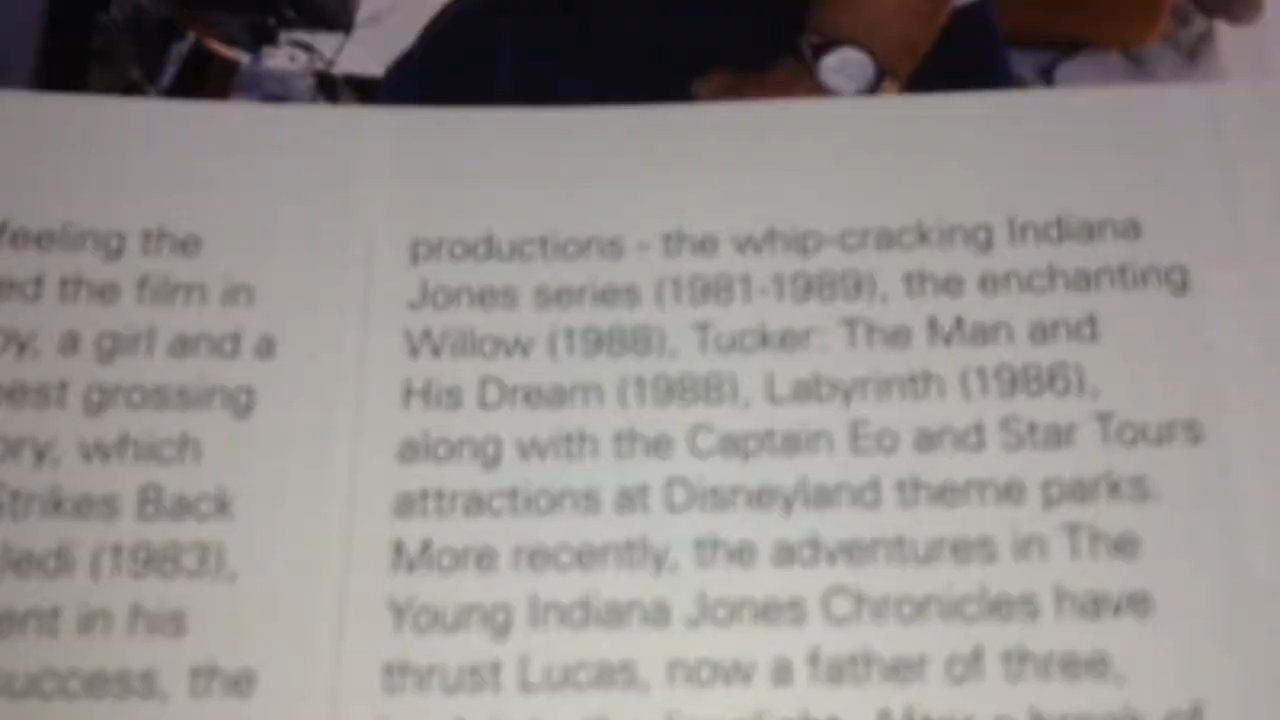 feeling the
ed the film in
oy, a girl and a
est grossing
ory, which
Strikes Back
Jedi (1983),
ent in his
success, the
productions - the whip-cracking Indiana
Jones series (1981-1989), the enchanting
Willow (1988), Tucker: The Man and
His Dream (1988), Labyrinth (1986),
along with the Captain Eo and Star Tours
attractions at Disneyland theme parks.
More recently, the adventures in The
Young Indiana Jones Chronicles have
thrust Lucas, now a father of three,